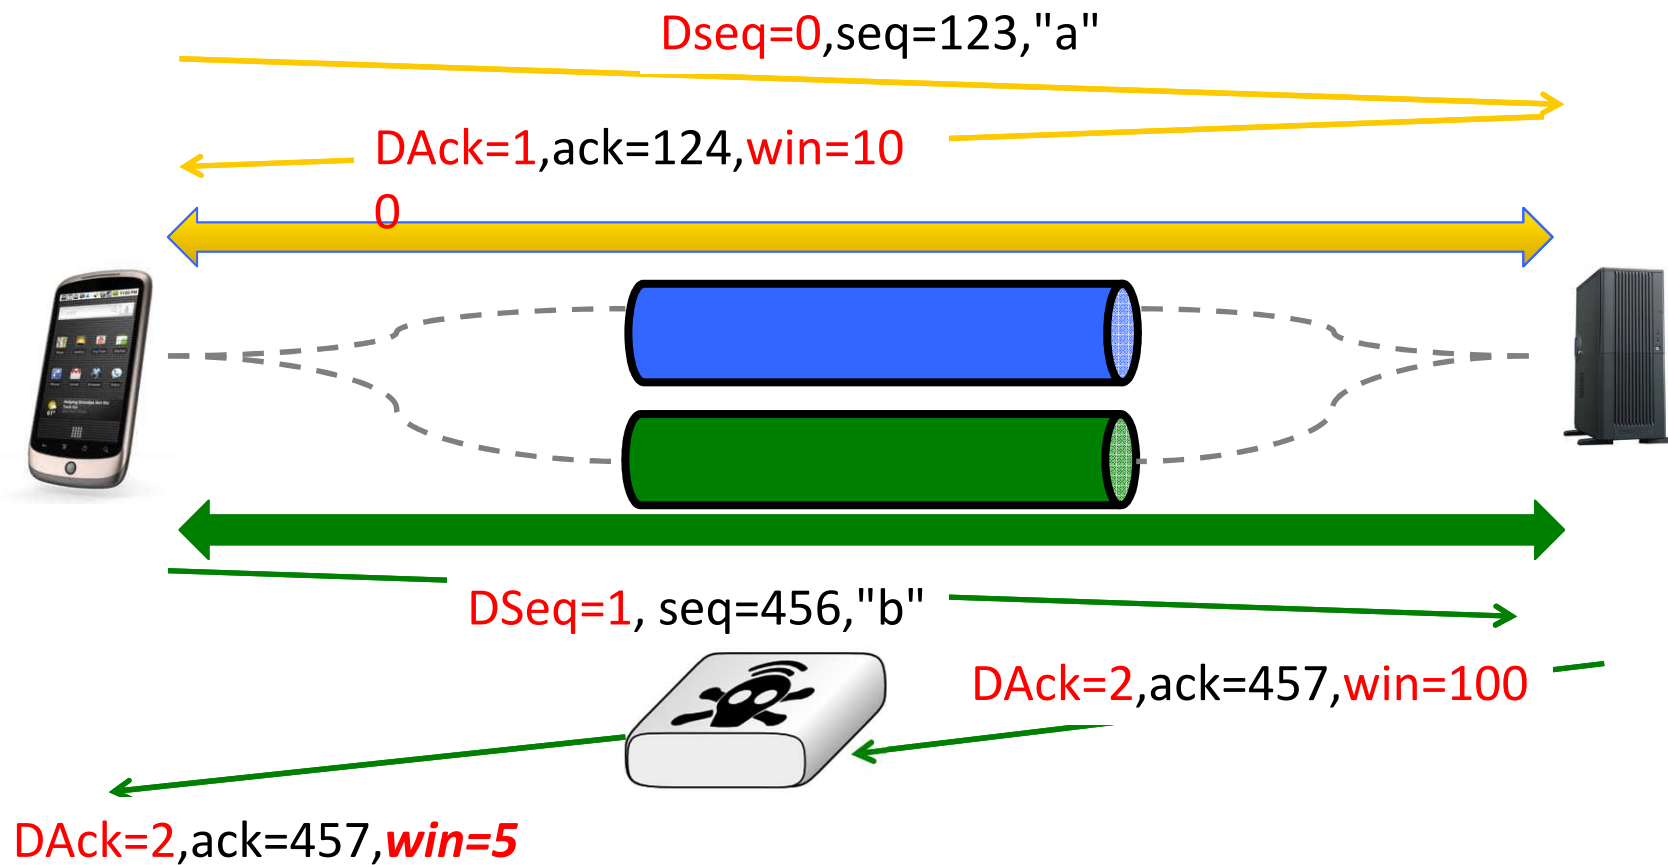 Dseq=0,seq=123,"a"
DAck=1,ack=124,win=10
0
DSeq=1, seq=456,"b"
DAck=2,ack=457,win=100
DAck=2,ack=457,win=5